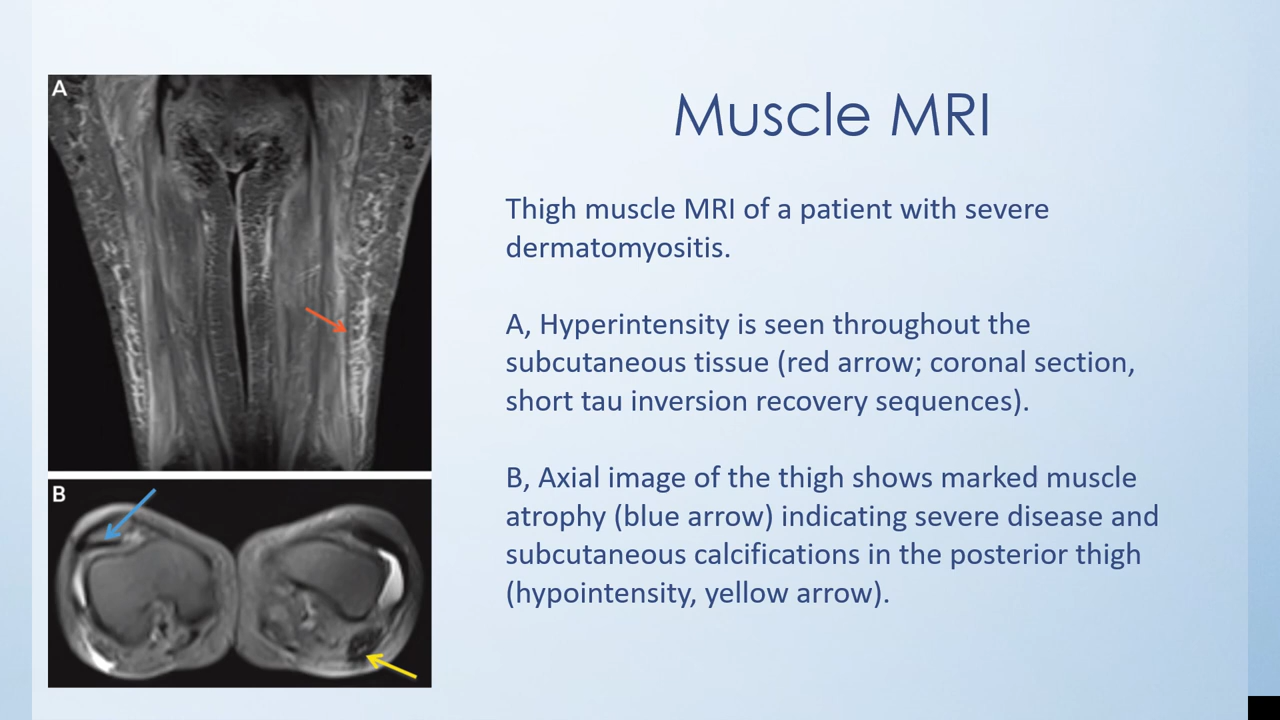 A
B
Muscle MRI
Thigh muscle MRI of a patient with severe
dermatomyositis.
A, Hyperintensity is seen throughout the
subcutaneous tissue (red arrow; coronal section,
short tau inversion recovery sequences).
B, Axial image of the thigh shows marked muscle
atrophy (blue arrow) indicating severe disease and
subcutaneous calcifications in the posterior thigh
(hypointensity, yellow arrow).